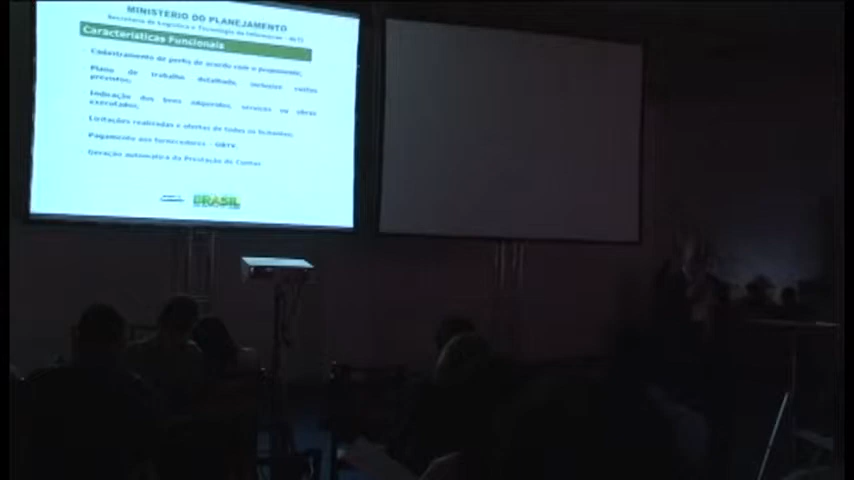 MINISTERIO DO PLANEJAMENTO
Secretaria de Logística e Tecnologia da Informação - SLTI
Características Funcionais
Cadastramento do perfis de acordo com o proponente;
Plano de trabalho detalhado, inclusive custos
previstos;
Indicação dos bens adquiridos, serviços ou obras
executados;
Licitações realizadas e ofertas de todos os licitantes;
Pagamento aos fornecedores - OBTV
Geração automática da Prestação de Contas
BRASIL